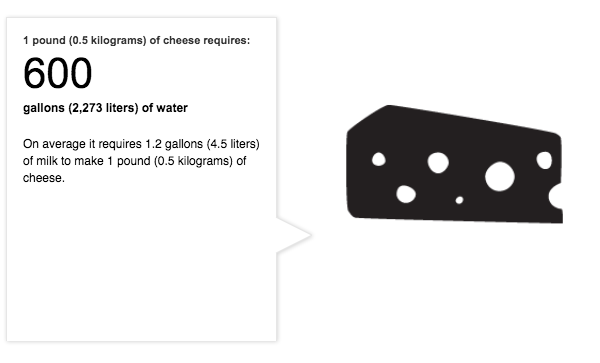 1 pound (0.5 kilograms) of cheese requires:
600
gallons (2,273 liters) of water
On average it requires 1.2 gallons (4.5 liters)
of milk to make 1 pound (0.5 kilograms) of
cheese.